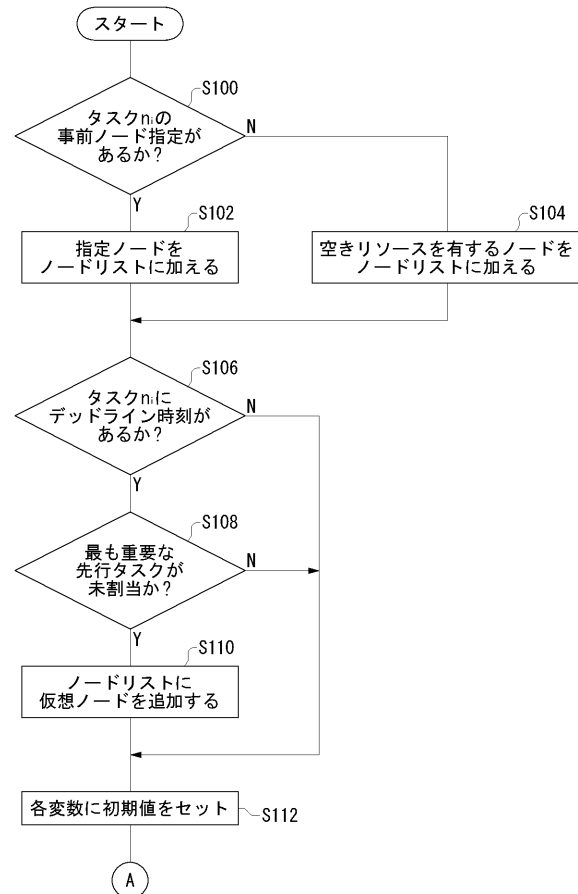 スタート
S100
タスクniの
事前ノード指定が
あるか？
N
Y
S102
指定ノードを
ノードリストに加える
S104
空きリソースを有するノードを
ノードリストに加える
S106
タスクniに
デッドライン時刻が
あるか？
N
Y
S108
最も重要な
先行タスクが
未割当か？
N
Y
S110
ノードリストに
仮想ノードを追加する
各変数に初期値をセット
S112
A